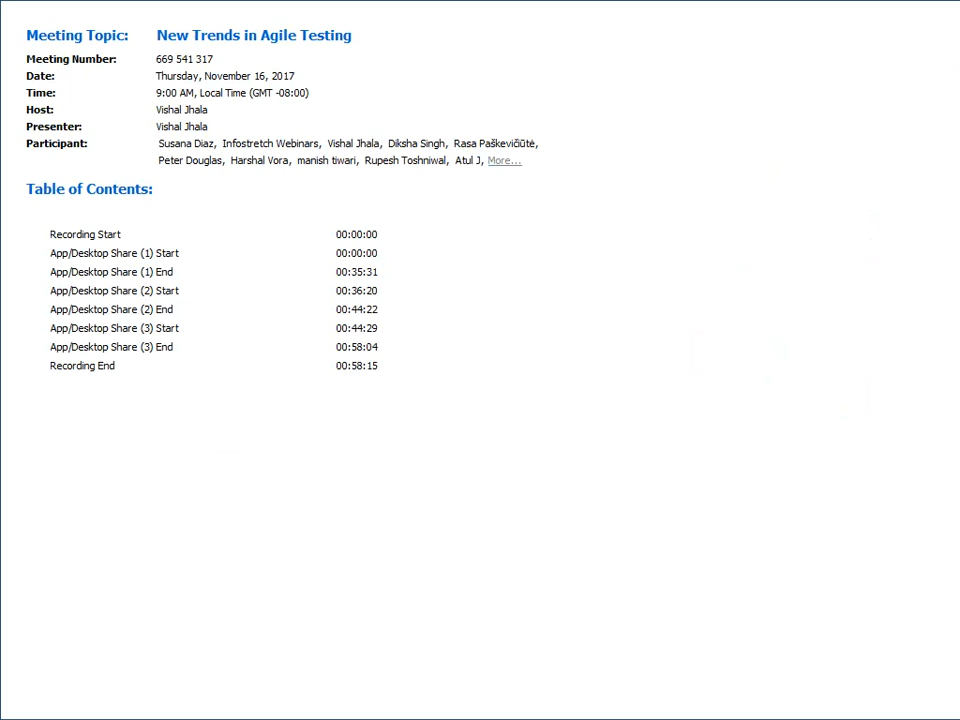 Meeting Topic: New Trends in Agile Testing
Meeting Number: 669 541 317
Date: Thursday, November 16, 2017
Time: 9:00 AM, Local Time (GMT -08:00)
Host: Vishal Jhala
Presenter: Vishal Jhala
Participant: Susana Diaz, Infostretch Webinars, Vishal Jhala, Diksha Singh, Rasa Paškevičiūtė,
Peter Douglas, Harshal Vora, manish tiwari, Rupesh Toshniwal, Atul J, More...
Table of Contents:
Recording Start 00:00:00
App/Desktop Share (1) Start 00:00:00
App/Desktop Share (1) End 00:35:31
App/Desktop Share (2) Start 00:36:20
App/Desktop Share (2) End 00:44:22
App/Desktop Share (3) Start 00:44:29
App/Desktop Share (3) End 00:58:04
Recording End 00:58:15